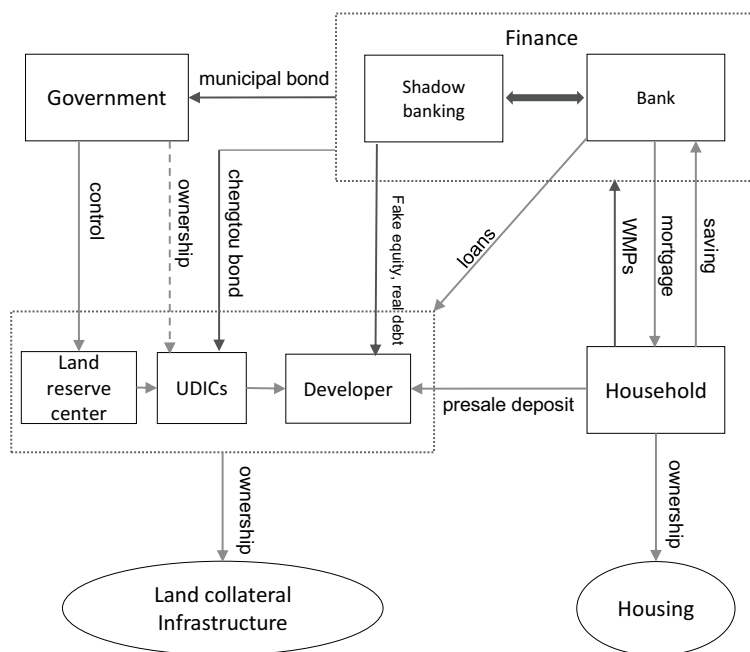 Finance
municipal bond
Government
Shadow
banking
Bank
control
ownership
chengtou bond
Fake equity, real debt
loans
WMPs
mortgage
saving
Land
reserve
center
UDICs
Developer
presale deposit
Household
ownership
ownership
Land collateral
Infrastructure
Housing